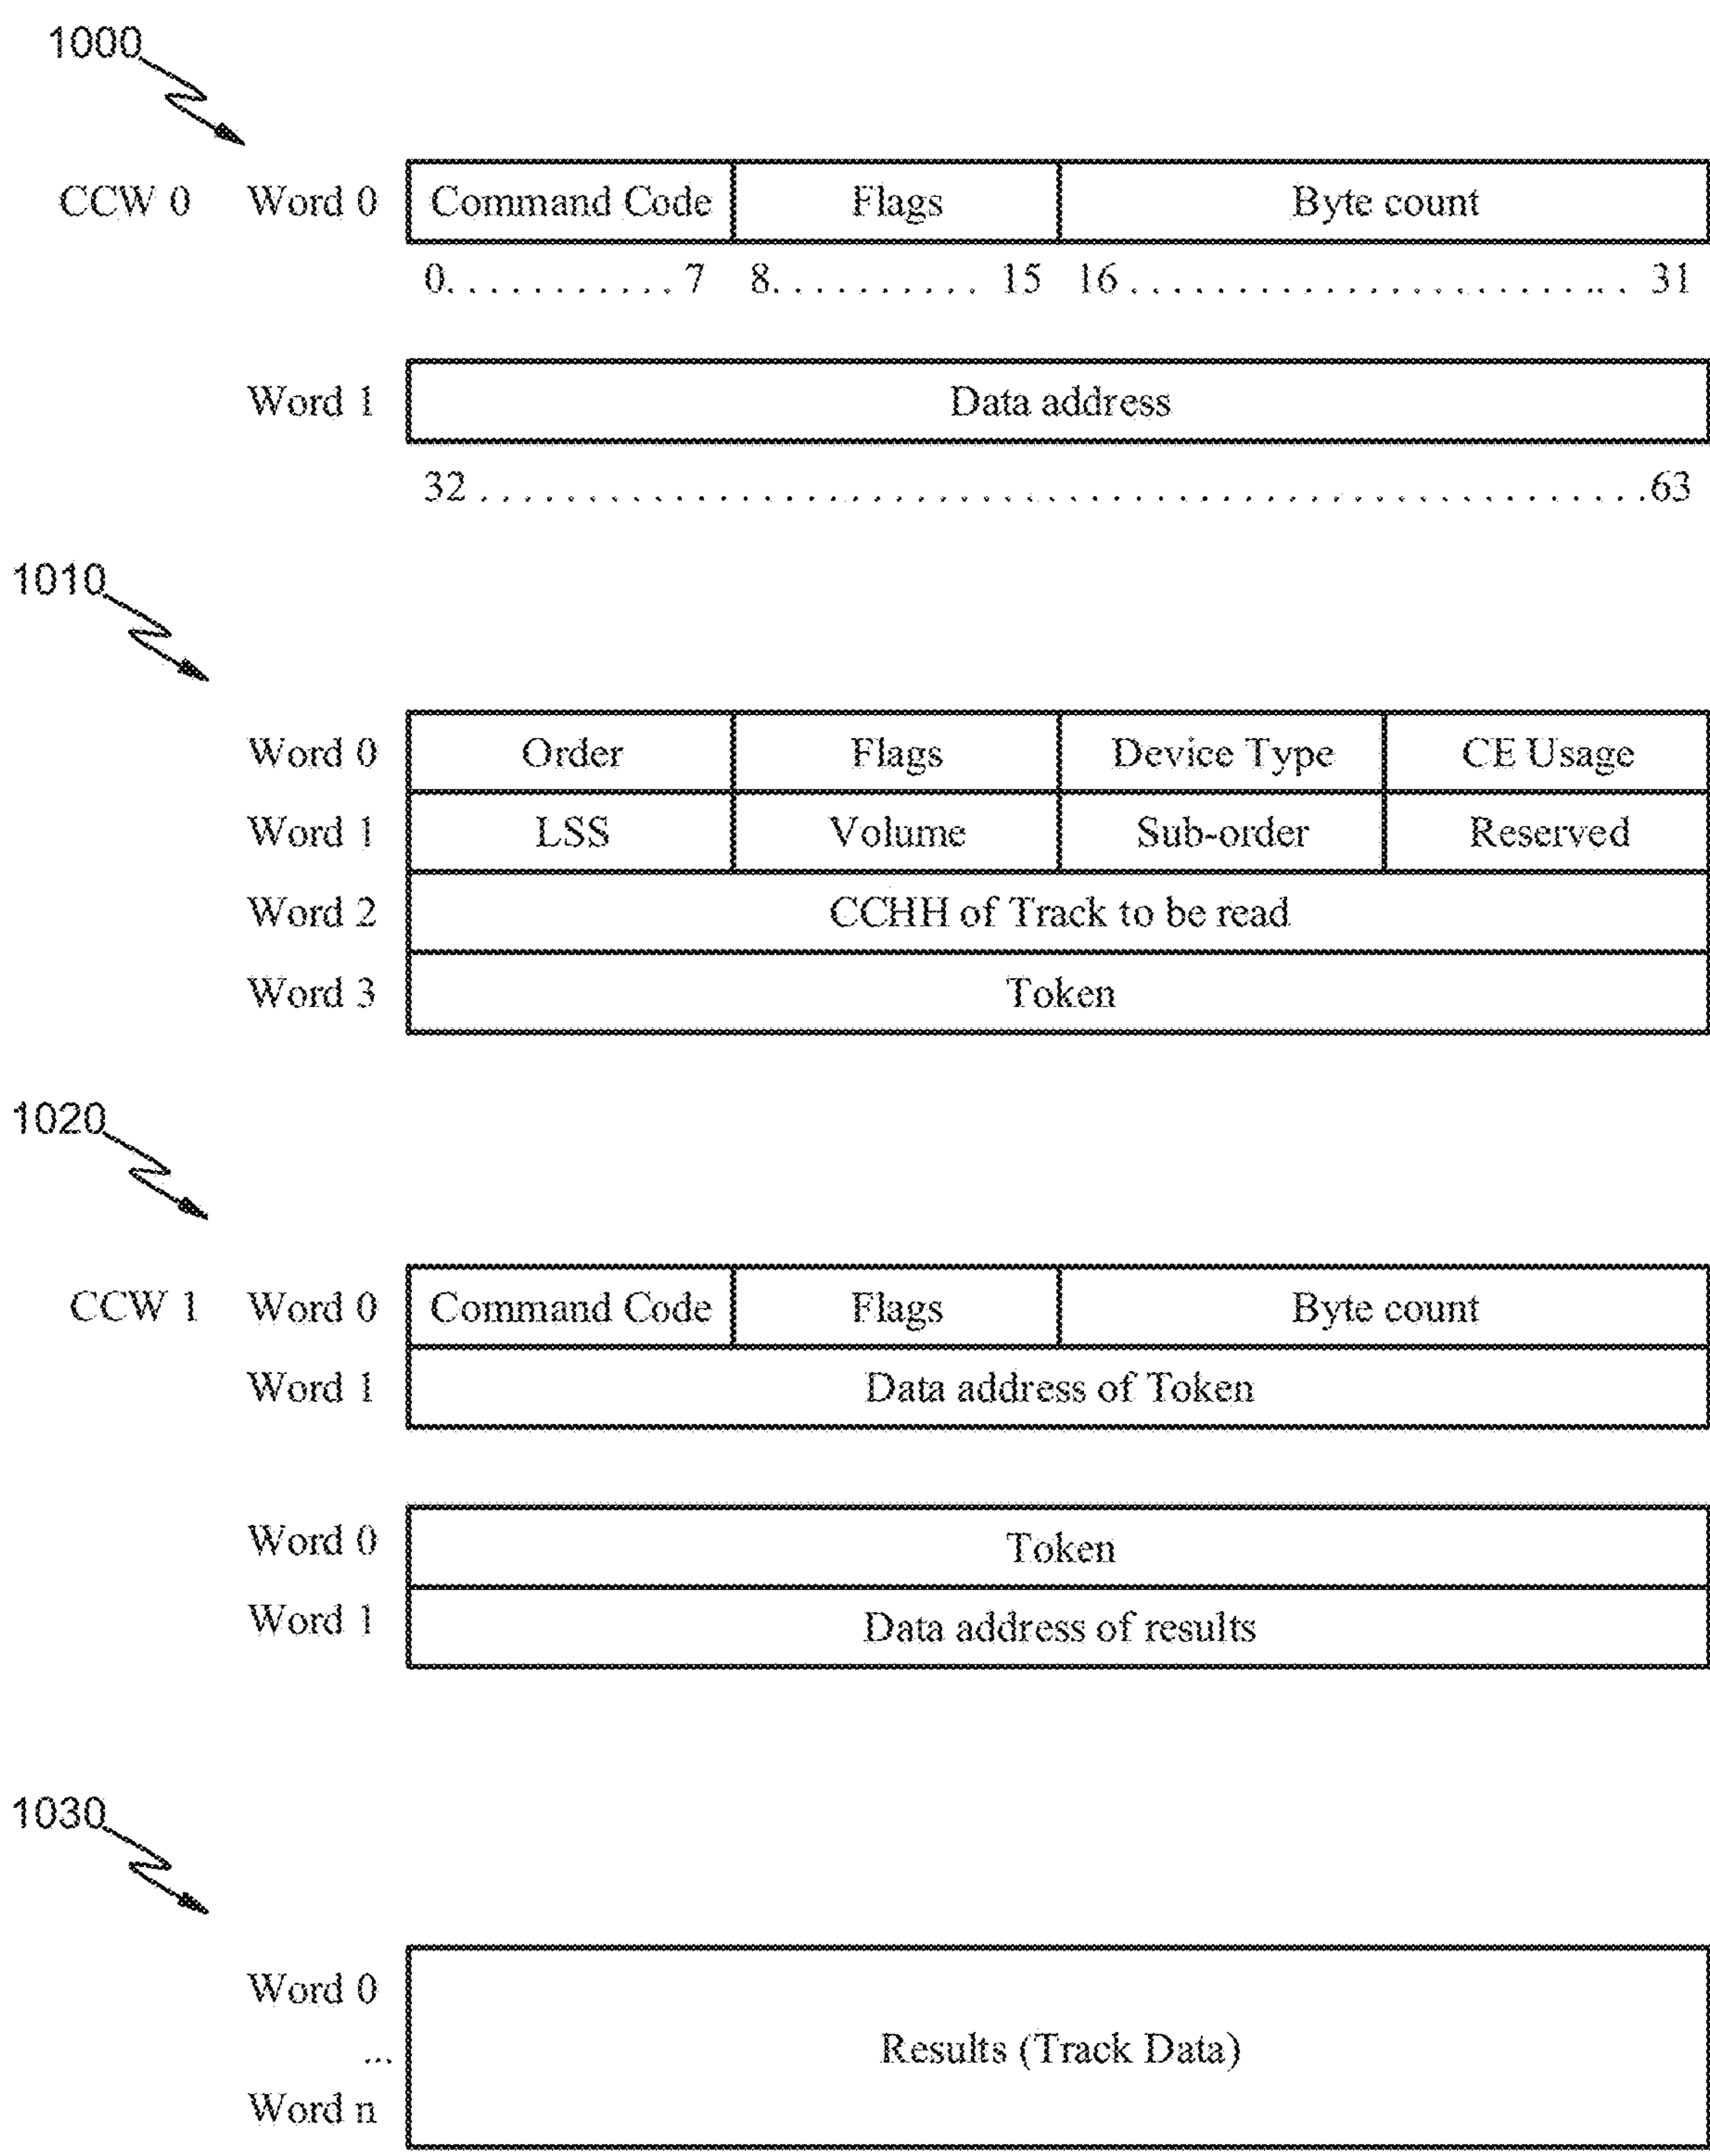 1000
CCW 0 Word 0 Command Code Flags Byte count
0. . . . . . . . . . . 7 8. . . . . . . . . . 15 16 . . . . . . . . . . . . . . . . . . . . . . . 31
Word 1 Data address
32 . . . . . . . . . . . . . . . . . . . . . . . . . . . . . . . . . . . . . . . . . . . 63
1010
Word 0 Order Flags Device Type CE Usage
Word 1 LSS Volume Sub-order Reserved
Word 2 CCHH of Track to be read
Word 3 Token
1020
CCW 1 Word 0 Command Code Flags Byte count
Word 1 Data address of Token
Word 0 Token
Word 1 Data address of results
1030
Word 0
... Results (Track Data)
Word n